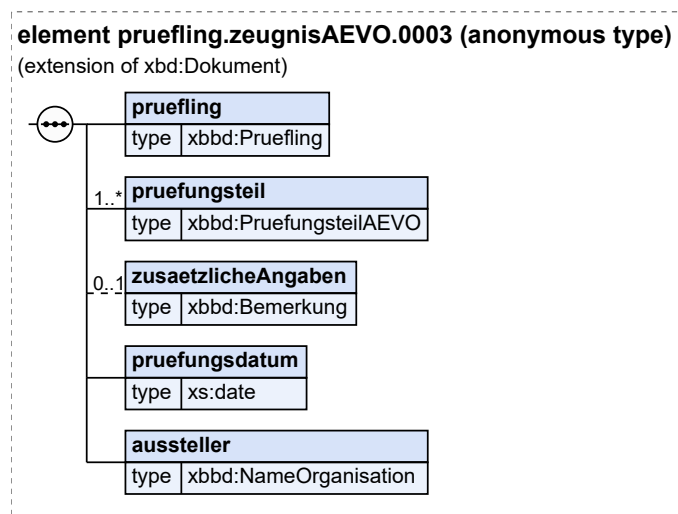 element pruefling.zeugnisAEVO.0003 (anonymous type)
(extension of xbd:Dokument)
pruefling
type xbbd:Pruefling
1..* pruefungsteil
type xbbd:PruefungsteilAEVO
0..1 zusaetzlicheAngaben
type xbbd:Bemerkung
pruefungsdatum
type xs:date
aussteller
type xbbd:NameOrganisation